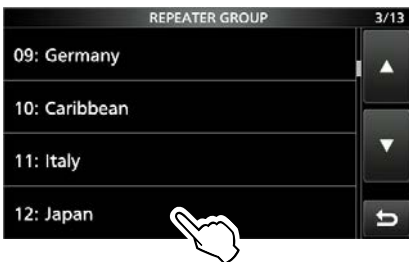 REPEATER GROUP 3/13
09: Germany
10: Caribbean
11: Italy
12: Japan